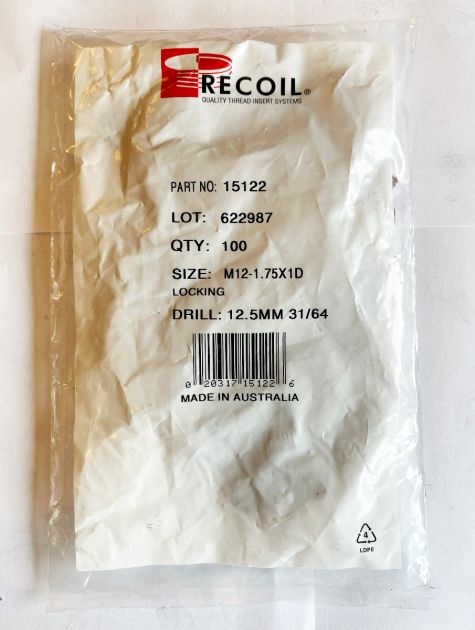 RECOIL®
QUALITY THREAD INSERT SYSTEMS
PART NO: 15122
LOT: 622987
QTY: 100
SIZE: M12-1.75X1D
LOCKING
DRILL: 12.5MM 31/64
0 20317 15122 6
MADE IN AUSTRALIA
4
LDPE